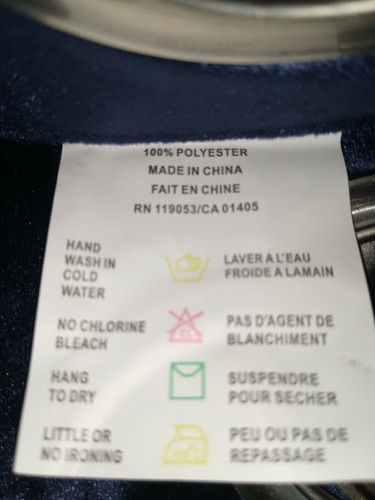 100% POLYESTER
MADE IN CHINA
FAIT EN CHINE
RN 119053/CA 01405
HAND
WASH IN
COLD
WATER
LAVER A L'EAU
FROIDE A LAMAIN
NO CHLORINE
BLEACH
CL
PAS D'AGENT DE
BLANCHIMENT
HANG
TO DRY
SUSPENDRE
POUR SECHER
LITTLE OR
NO IRONING
PEU OU PAS DE
REPASSAGE